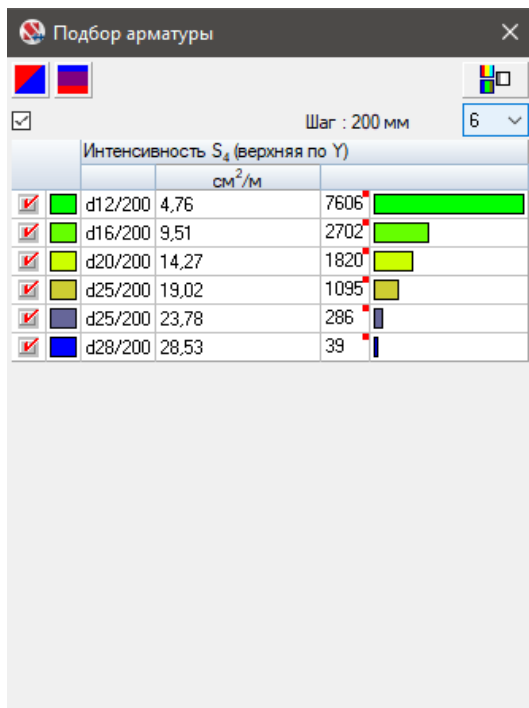 Подбор арматуры
Шаг : 200 мм 6
Интенсивность S₄ (верхняя по Y)
см²/м
d12/200 4,76 7606
d16/200 9,51 2702
d20/200 14,27 1820
d25/200 19,02 1095
d25/200 23,78 286
d28/200 28,53 39